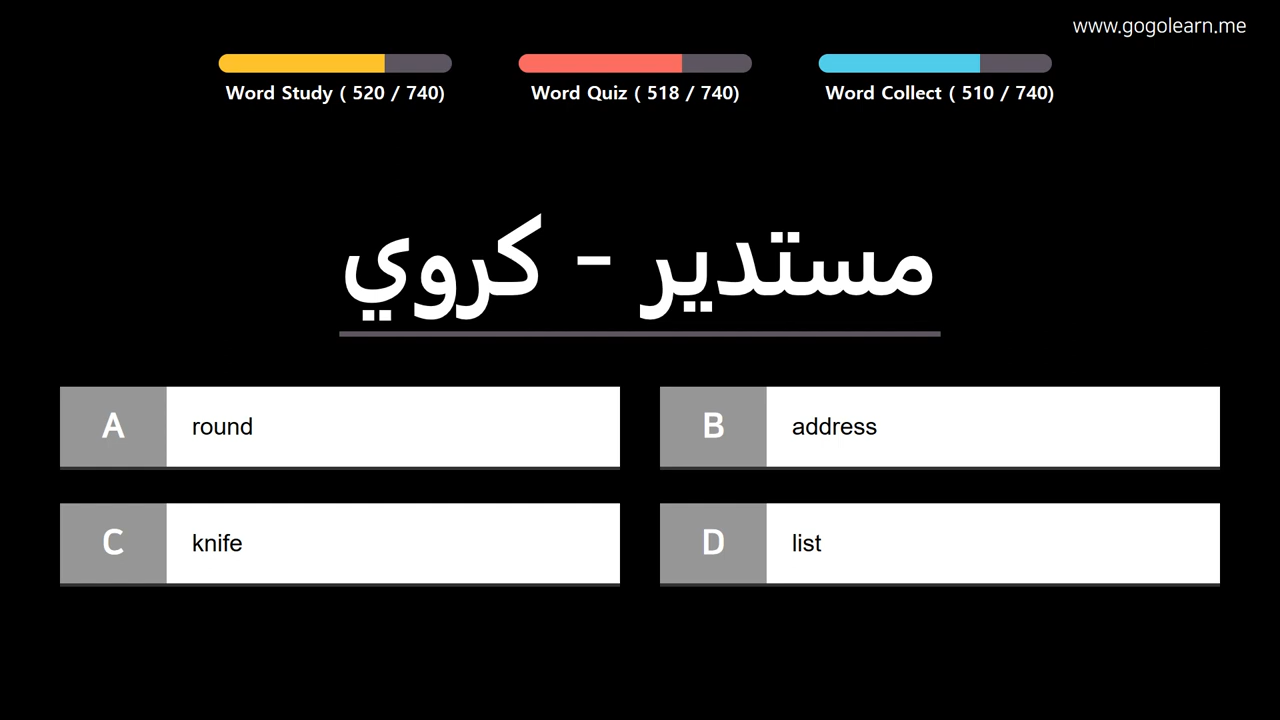 www.gogolearn.me
Word Study ( 520 / 740)
Word Quiz ( 518 / 740)
Word Collect ( 510 / 740)
مستدير - كروي
A round
B address
C knife
D list